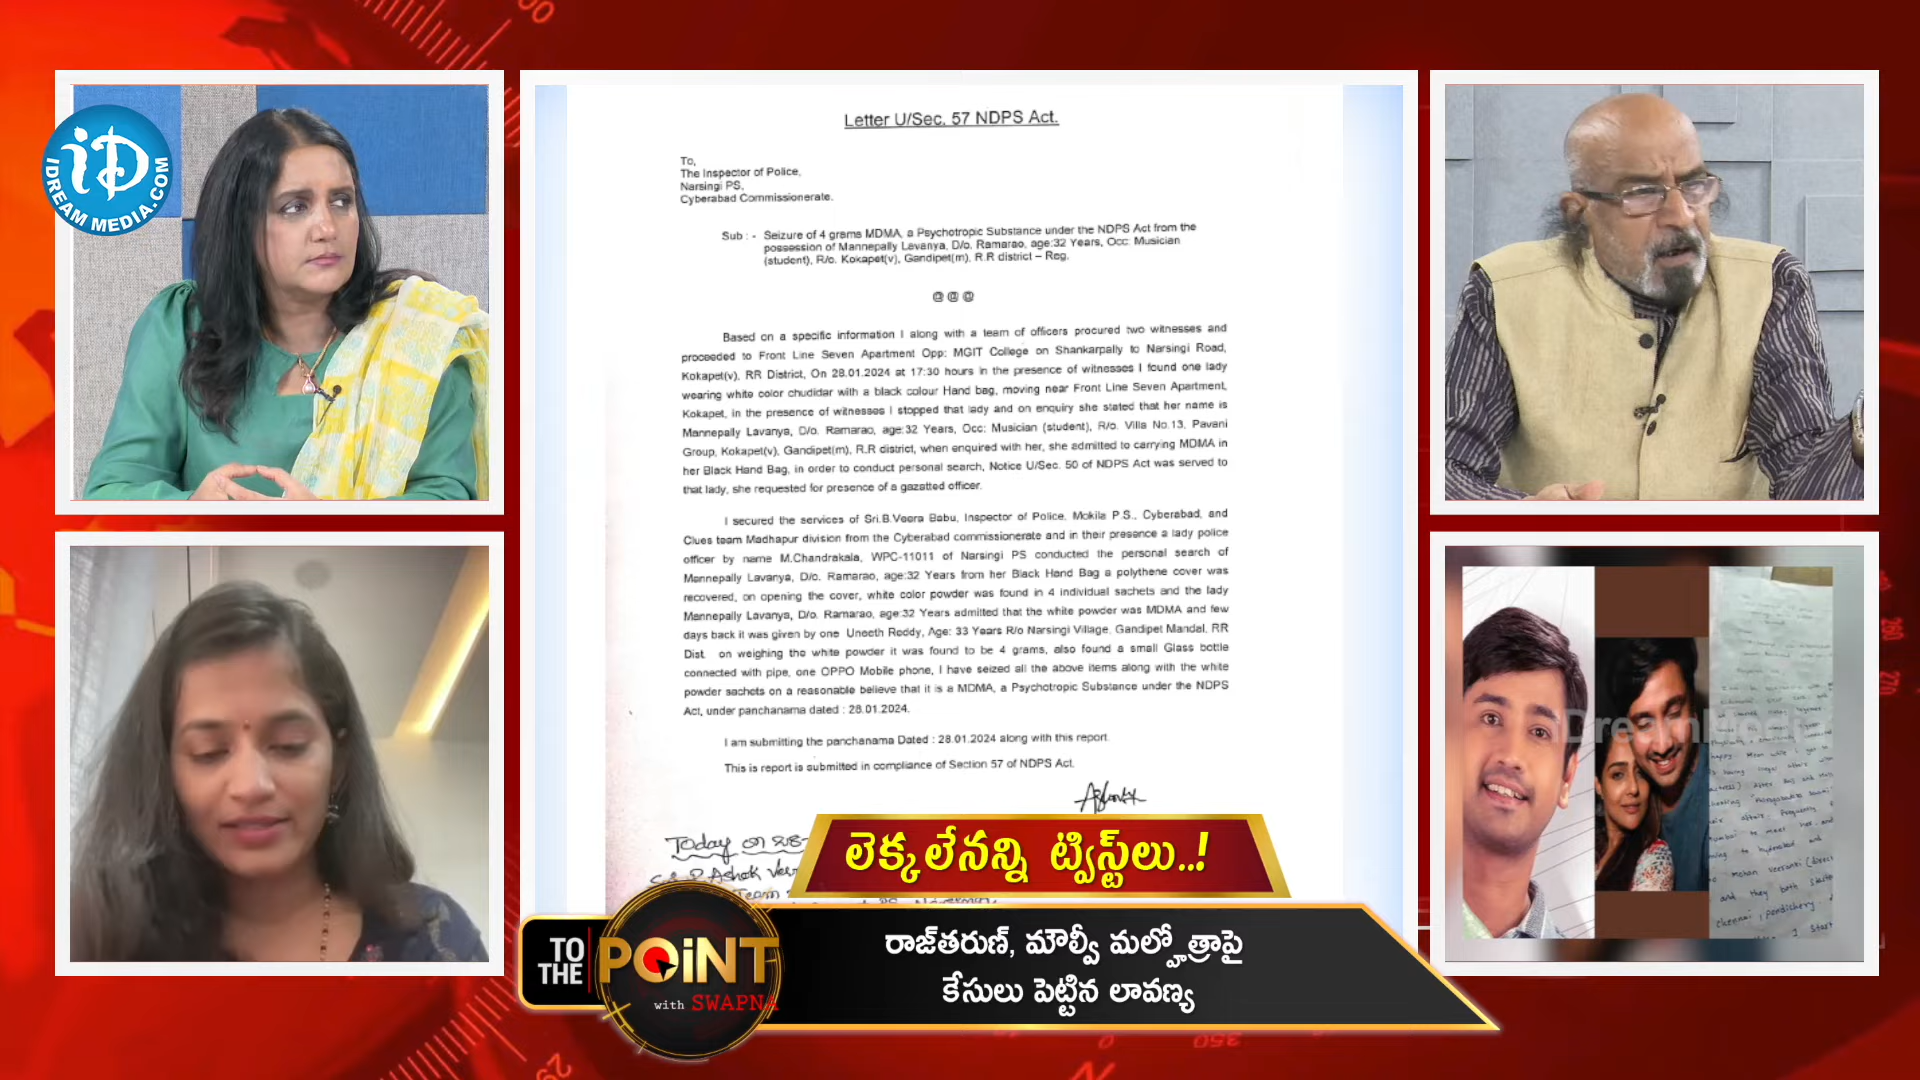 iD
IDREAM MEDIA.COM
Letter U/Sec. 57 NDPS Act.
To,
The Inspector of Police,
Narsingi PS,
Cyberabad Commissionerate.
Sub : - Seizure of 4 grams MDMA, a Psychotropic Substance under the NDPS Act from the
possession of Mannepally Lavanya, D/o. Ramarao, age:32 Years, Occ: Musician
(student), R/o. Kokapet(v), Gandipet(m), R.R district – Reg.
@@@
Based on a specific information I along with a team of officers procured two witnesses and
proceeded to Front Line Seven Apartment Opp: MGIT College on Shankarpally to Narsingi Road,
Kokapet(v), RR District, On 28.01.2024 at 17:30 hours in the presence of witnesses I found one lady
wearing white color chudidar with a black colour Hand bag, moving near Front Line Seven Apartment,
Kokapet, in the presence of witnesses I stopped that lady and on enquiry she stated that her name is
Mannepally Lavanya, D/o. Ramarao, age:32 Years, Occ: Musician (student), R/o. Villa No.13, Pavani
Group, Kokapet(v), Gandipet(m), R.R district, when enquired with her, she admitted to carrying MDMA in
her Black Hand Bag, in order to conduct personal search, Notice U/Sec. 50 of NDPS Act was served to
that lady, she requested for presence of a gazatted officer.
I secured the services of Sri.B.Veera Babu, Inspector of Police, Mokila P.S., Cyberabad, and
Clues team Madhapur division from the Cyberabad commissionerate and in their presence a lady police
officer by name M.Chandrakala, WPC-11011 of Narsingi PS conducted the personal search of
Mannepally Lavanya, D/o. Ramarao, age:32 Years from her Black Hand Bag a polythene cover was
recovered, on opening the cover, white color powder was found in 4 individual sachets and the lady
Mannepally Lavanya, D/o. Ramarao, age:32 Years admitted that the white powder was MDMA and few
days back it was given by one Uneeth Reddy, Age: 33 Years R/o Narsingi Village, Gandipet Mandal, RR
Dist. on weighing the white powder it was found to be 4 grams, also found a small Glass bottle
connected with pipe, one OPPO Mobile phone, I have seized all the above items along with the white
powder sachets on a reasonable believe that it is a MDMA, a Psychotropic Substance under the NDPS
Act, under panchanama dated : 28.01.2024.
I am submitting the panchanama Dated : 28.01.2024 along with this report.
This is report is submitted in compliance of Section 57 of NDPS Act.
Today on
లెక్కలేనన్ని ట్విస్ట్‌లు..!
TO THE POiNT
with SWAPNA
రాజ్‌తరుణ్, మౌల్వీ మల్హోత్రాపై
కేసులు పెట్టిన లావణ్య